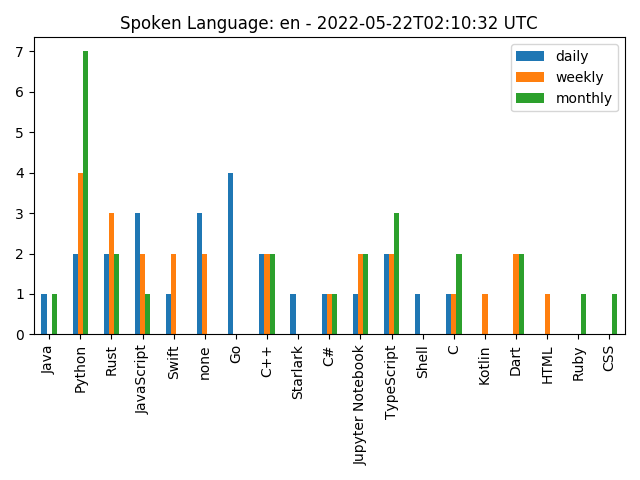 Spoken Language: en - 2022-05-22T02:10:32 UTC
daily
weekly
monthly
7
6
5
4
3
2
1
0
Java
Python
Rust
JavaScript
Swift
none
Go
C++
Starlark
C#
Jupyter Notebook
TypeScript
Shell
C
Kotlin
Dart
HTML
Ruby
CSS